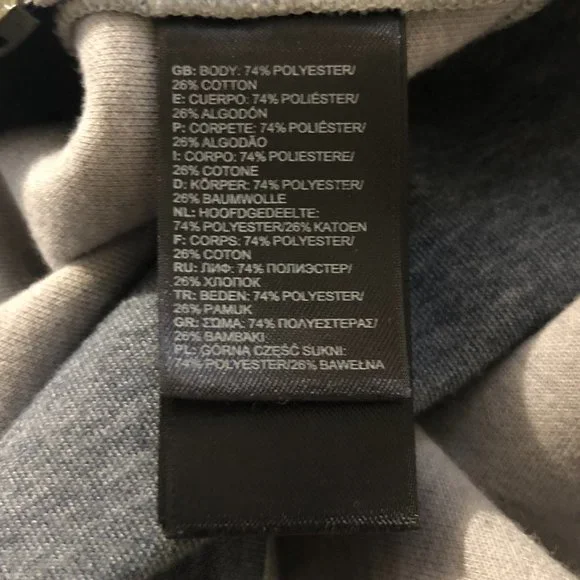 GB: BODY: 74% POLYESTER/
26% COTTON
E: CUERPO: 74% POLIÉSTER/
26% ALGODÓN
P: CORPETE: 74% POLIÉSTER/
26% ALGODÃO
I: CORPO: 74% POLIESTERE/
26% COTONE
D: KÖRPER: 74% POLYESTER/
26% BAUMWOLLE
NL: HOOFDGEDEELTE:
74% POLYESTER/26% KATOEN
F: CORPS: 74% POLYESTER/
26% COTON
RU: ЛИФ: 74% ПОЛИЭСТЕР/
26% ХЛОПОК
TR: BEDEN: 74% POLYESTER/
26% PAMUK
GR: ΣΩΜΑ: 74% ΠΟΛΥΕΣΤΕΡΑΣ/
26% BAMBAKI
PL: GÓRNA CZĘŚĆ SUKNI:
74% POLYESTER/26% BAWEŁNA